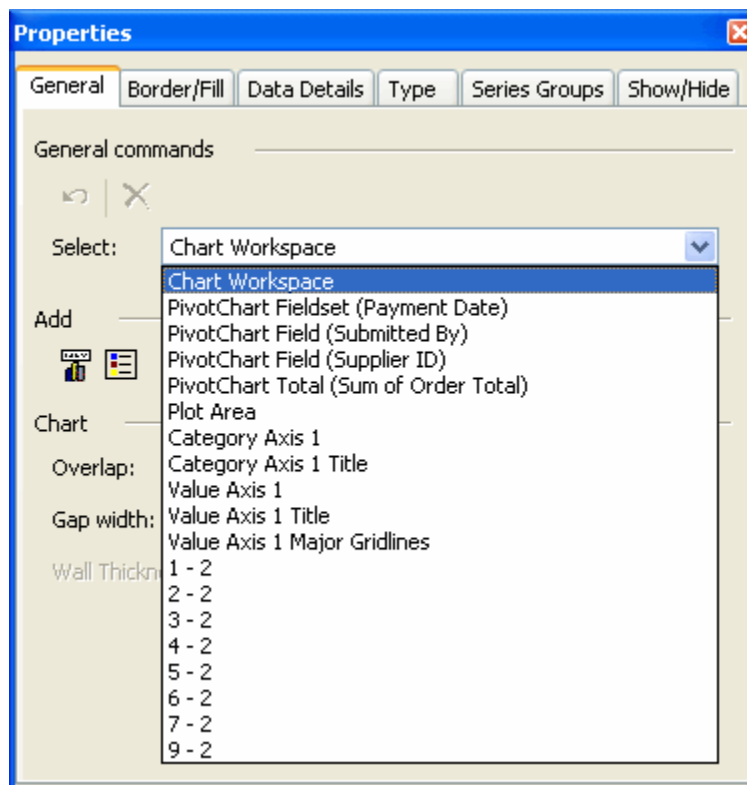 Properties
General Border/Fill Data Details Type Series Groups Show/Hide
General commands
Select: Chart Workspace
Chart Workspace
PivotChart Fieldset (Payment Date)
Add
PivotChart Field (Submitted By)
PivotChart Field (Supplier ID)
PivotChart Total (Sum of Order Total)
Chart
Plot Area
Category Axis 1
Overlap:
Category Axis 1 Title
Value Axis 1
Gap width:
Value Axis 1 Title
Value Axis 1 Major Gridlines
Wall
1 - 2
2 - 2
3 - 2
4 - 2
5 - 2
6 - 2
7 - 2
9 - 2